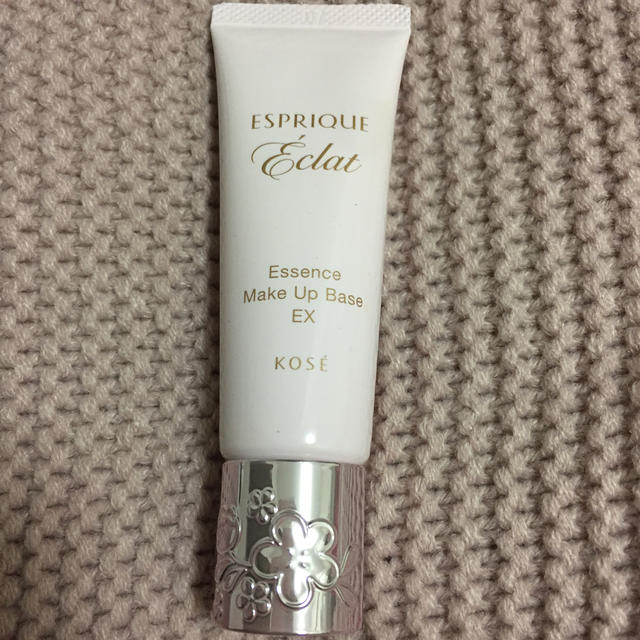 ESPRIQUE
Éclat
Essence
Make Up Base
EX
KOSÉ